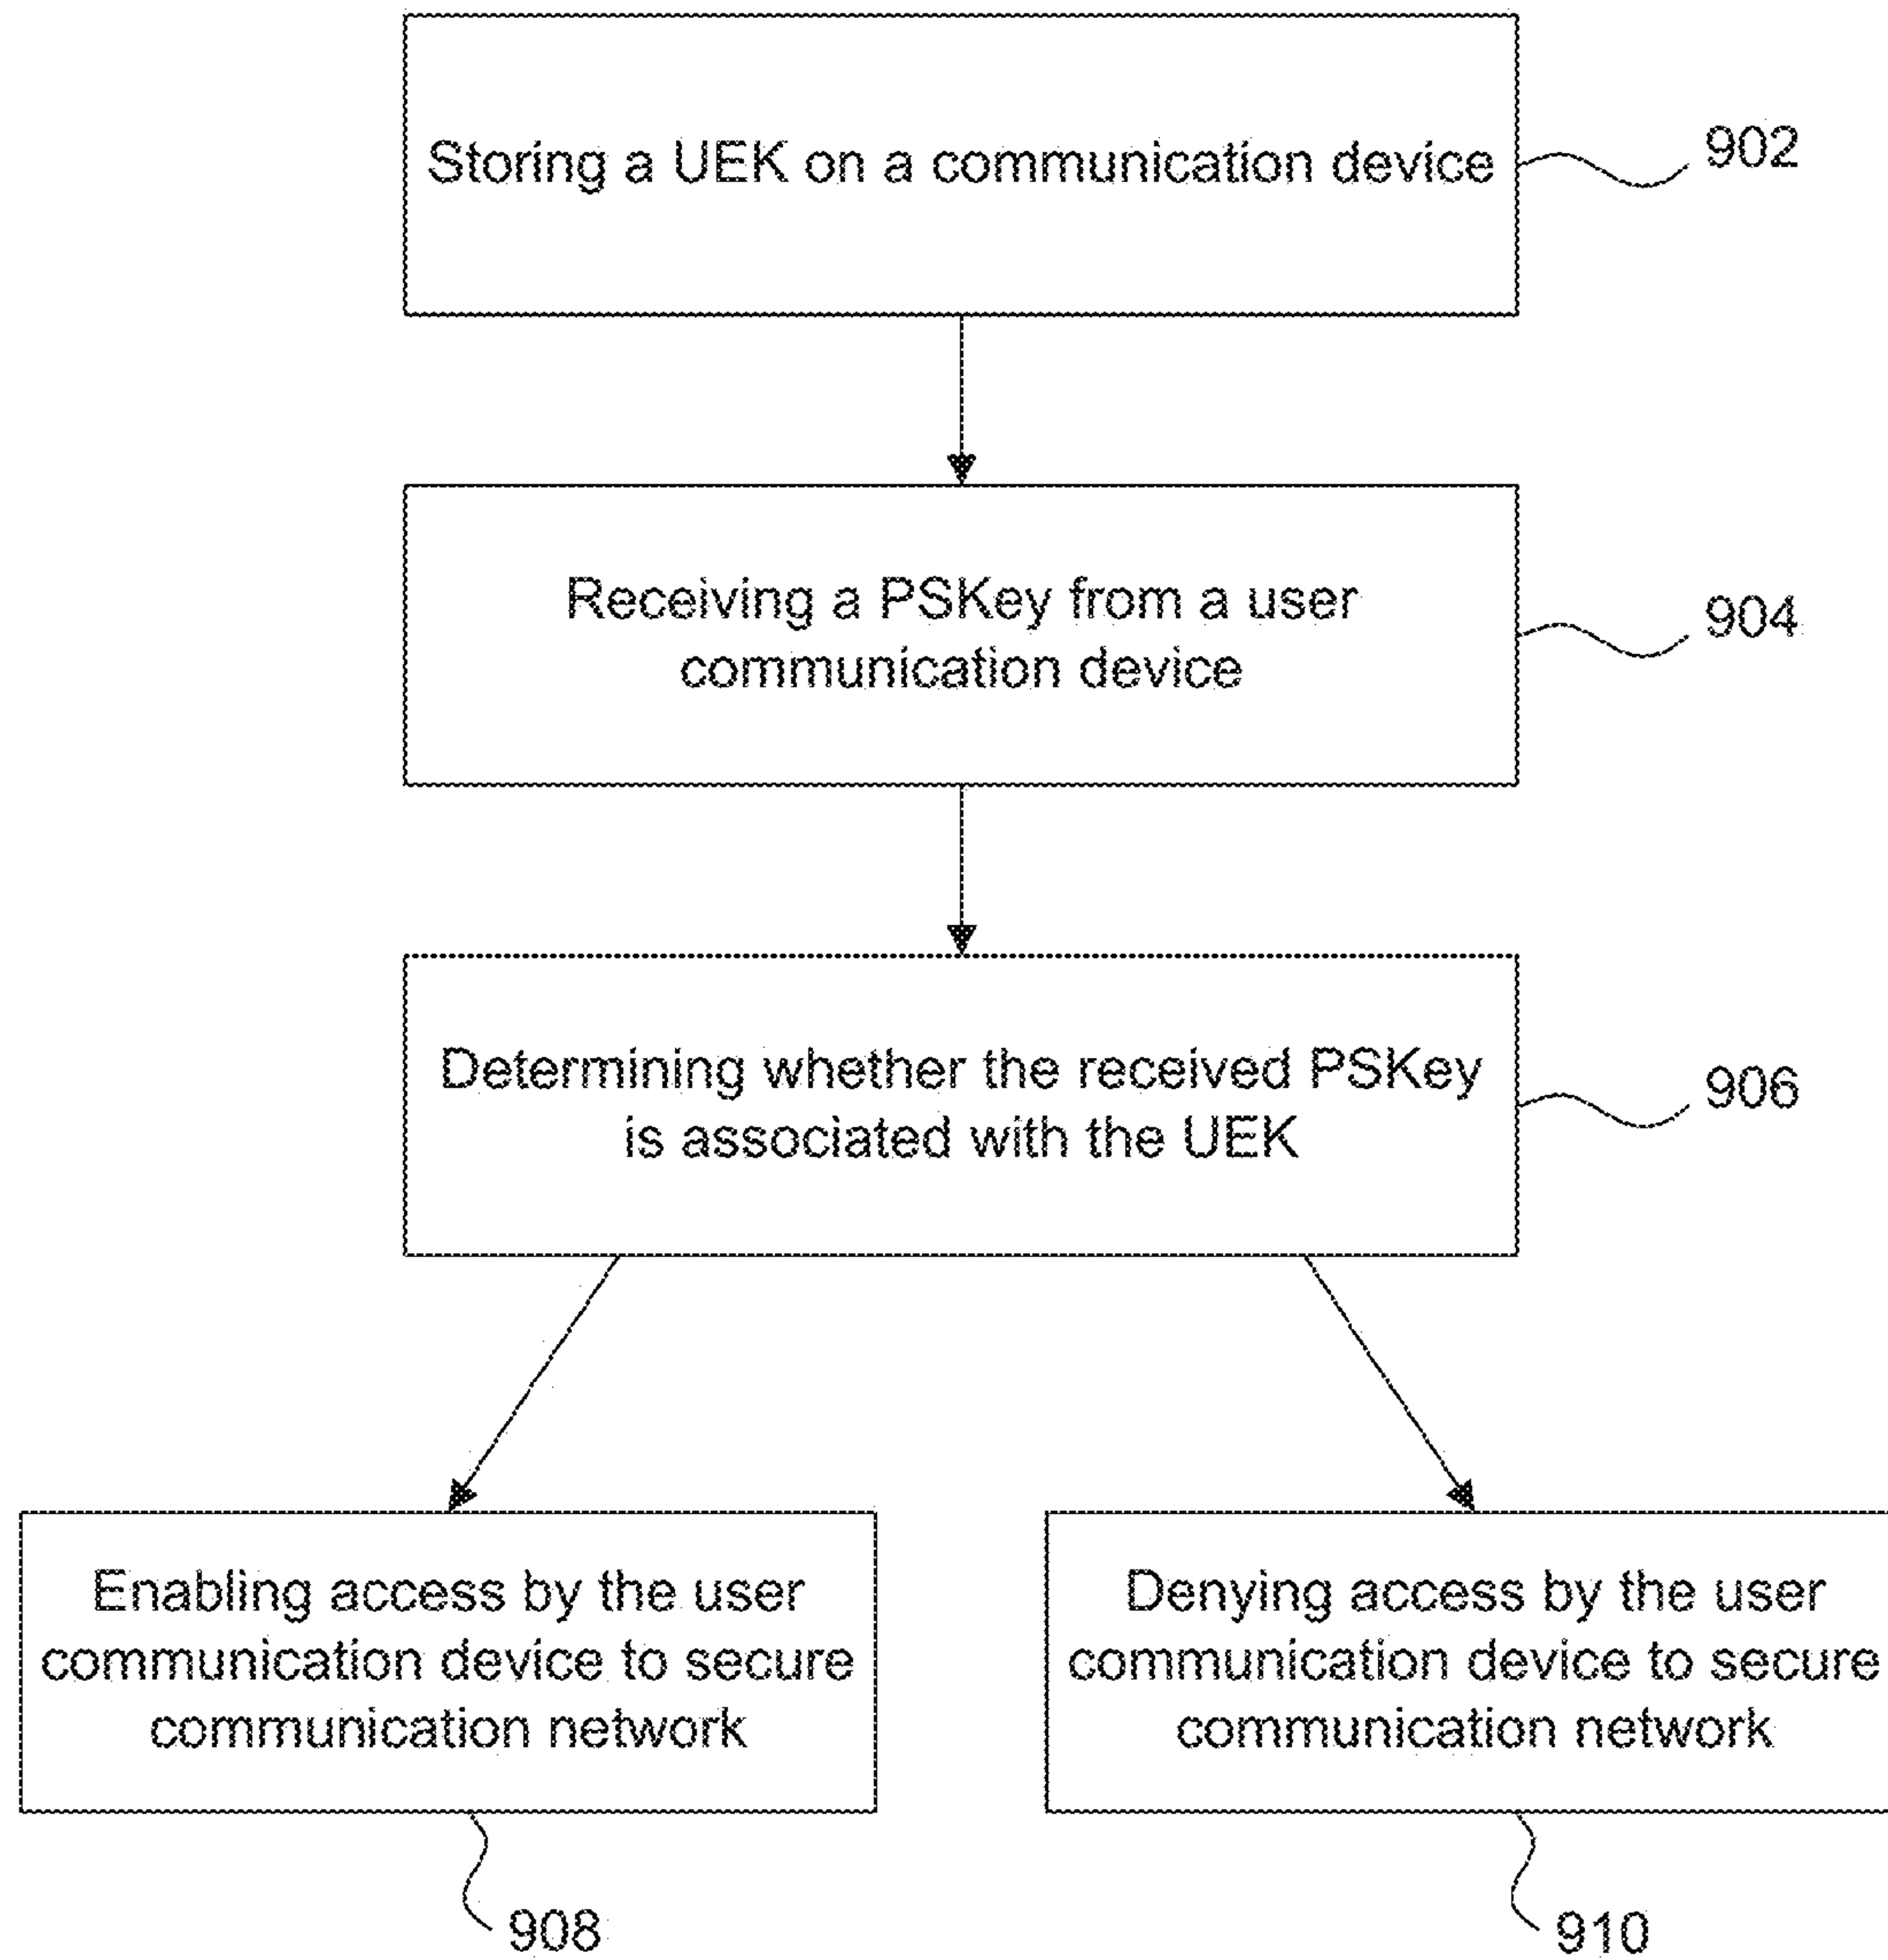 Storing a UEK on a communication device
902
Receiving a PSKey from a user
communication device
904
Determining whether the received PSKey
is associated with the UEK
906
Enabling access by the user
communication device to secure
communication network
908
Denying access by the user
communication device to secure
communication network
910